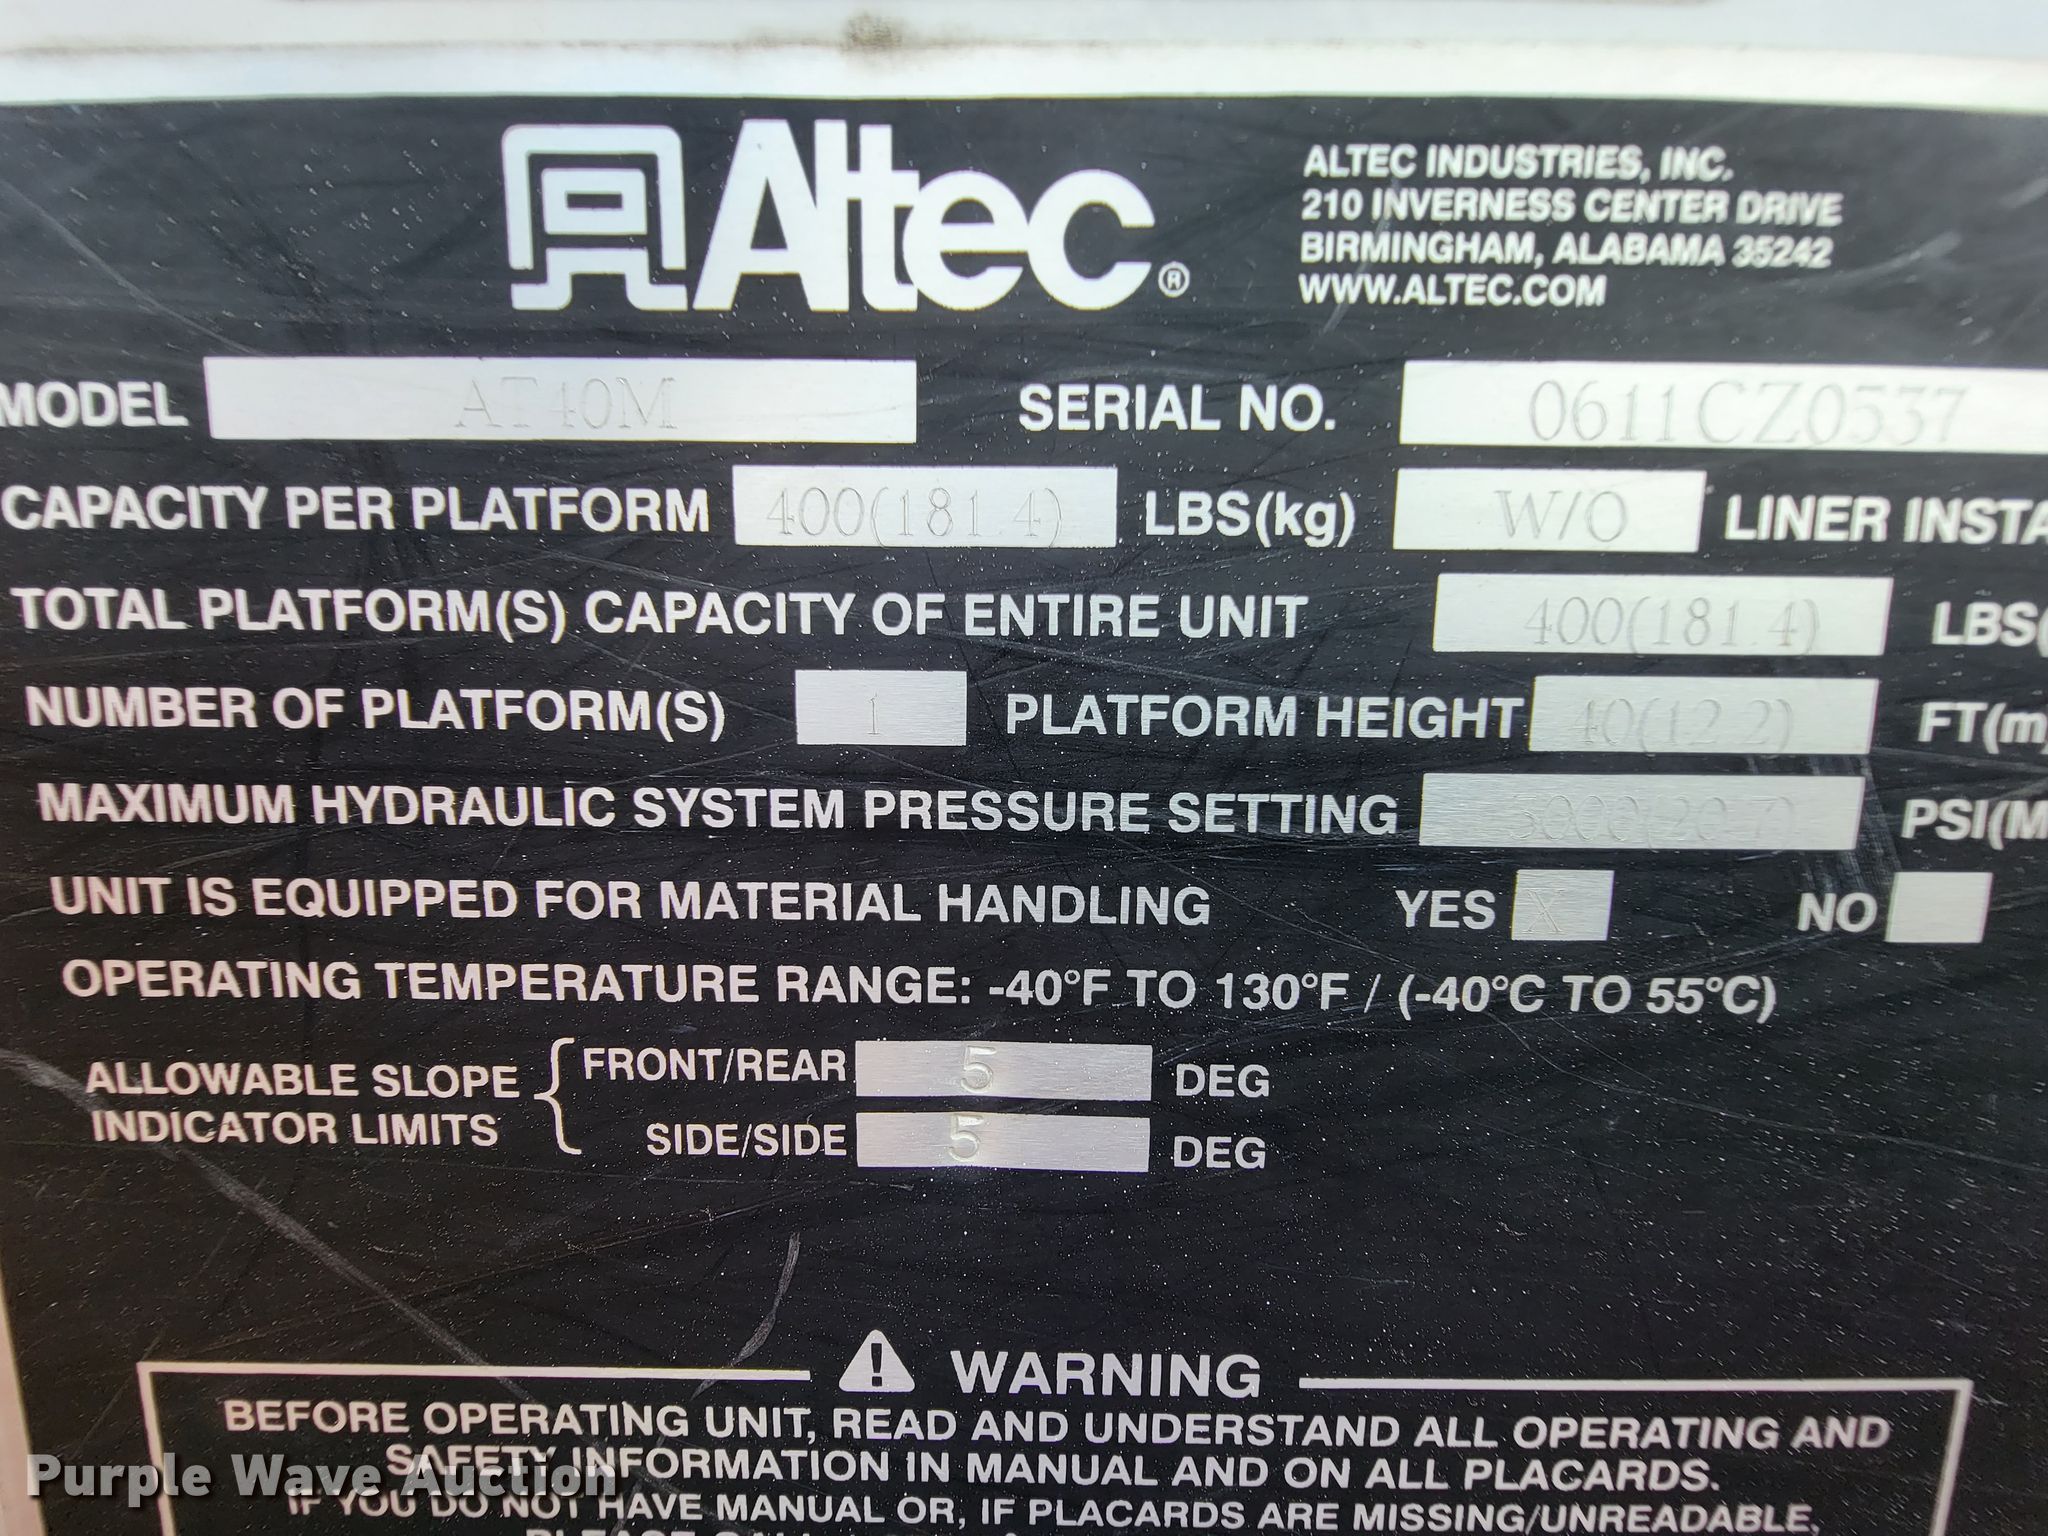 Altec®
ALTEC INDUSTRIES, INC.
210 INVERNESS CENTER DRIVE
BIRMINGHAM, ALABAMA 35242
WWW.ALTEC.COM
MODEL AT40M SERIAL NO. 0611CZ0537
CAPACITY PER PLATFORM 400(181.4) LBS(kg) W/O LINER INSTA
TOTAL PLATFORM(S) CAPACITY OF ENTIRE UNIT 400(181.4) LBS(
NUMBER OF PLATFORM(S) 1 PLATFORM HEIGHT 40(12.2) FT(m)
MAXIMUM HYDRAULIC SYSTEM PRESSURE SETTING 3000(20.7) PSI(M
UNIT IS EQUIPPED FOR MATERIAL HANDLING YES X NO
OPERATING TEMPERATURE RANGE: -40°F TO 130°F / (-40°C TO 55°C)
ALLOWABLE SLOPE INDICATOR LIMITS
FRONT/REAR 5 DEG
SIDE/SIDE 5 DEG
WARNING
BEFORE OPERATING UNIT, READ AND UNDERSTAND ALL OPERATING AND
SAFETY INFORMATION IN MANUAL AND ON ALL PLACARDS.
IF YOU DO NOT HAVE MANUAL OR, IF PLACARDS ARE MISSING/UNREADABLE,
Purple Wave Auction